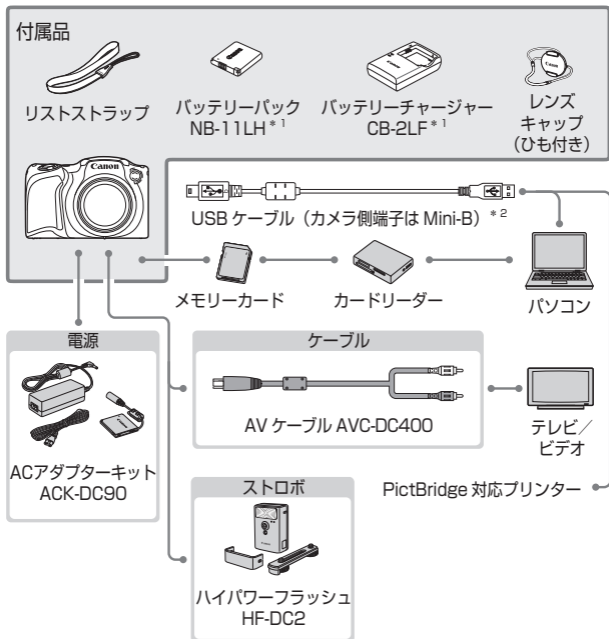 付属品
リストストラップ
バッテリーパック
NB-11LH*1
バッテリーチャージャー
CB-2LF*1
レンズ
キャップ
(ひも付き)
Canon
USB ケーブル(カメラ側端子は Mini-B)*2
メモリーカード
カードリーダー
パソコン
電源
ACアダプターキット
ACK-DC90
ケーブル
AV ケーブル AVC-DC400
テレビ/
ビデオ
ストロボ
ハイパワーフラッシュ
HF-DC2
PictBridge 対応プリンター